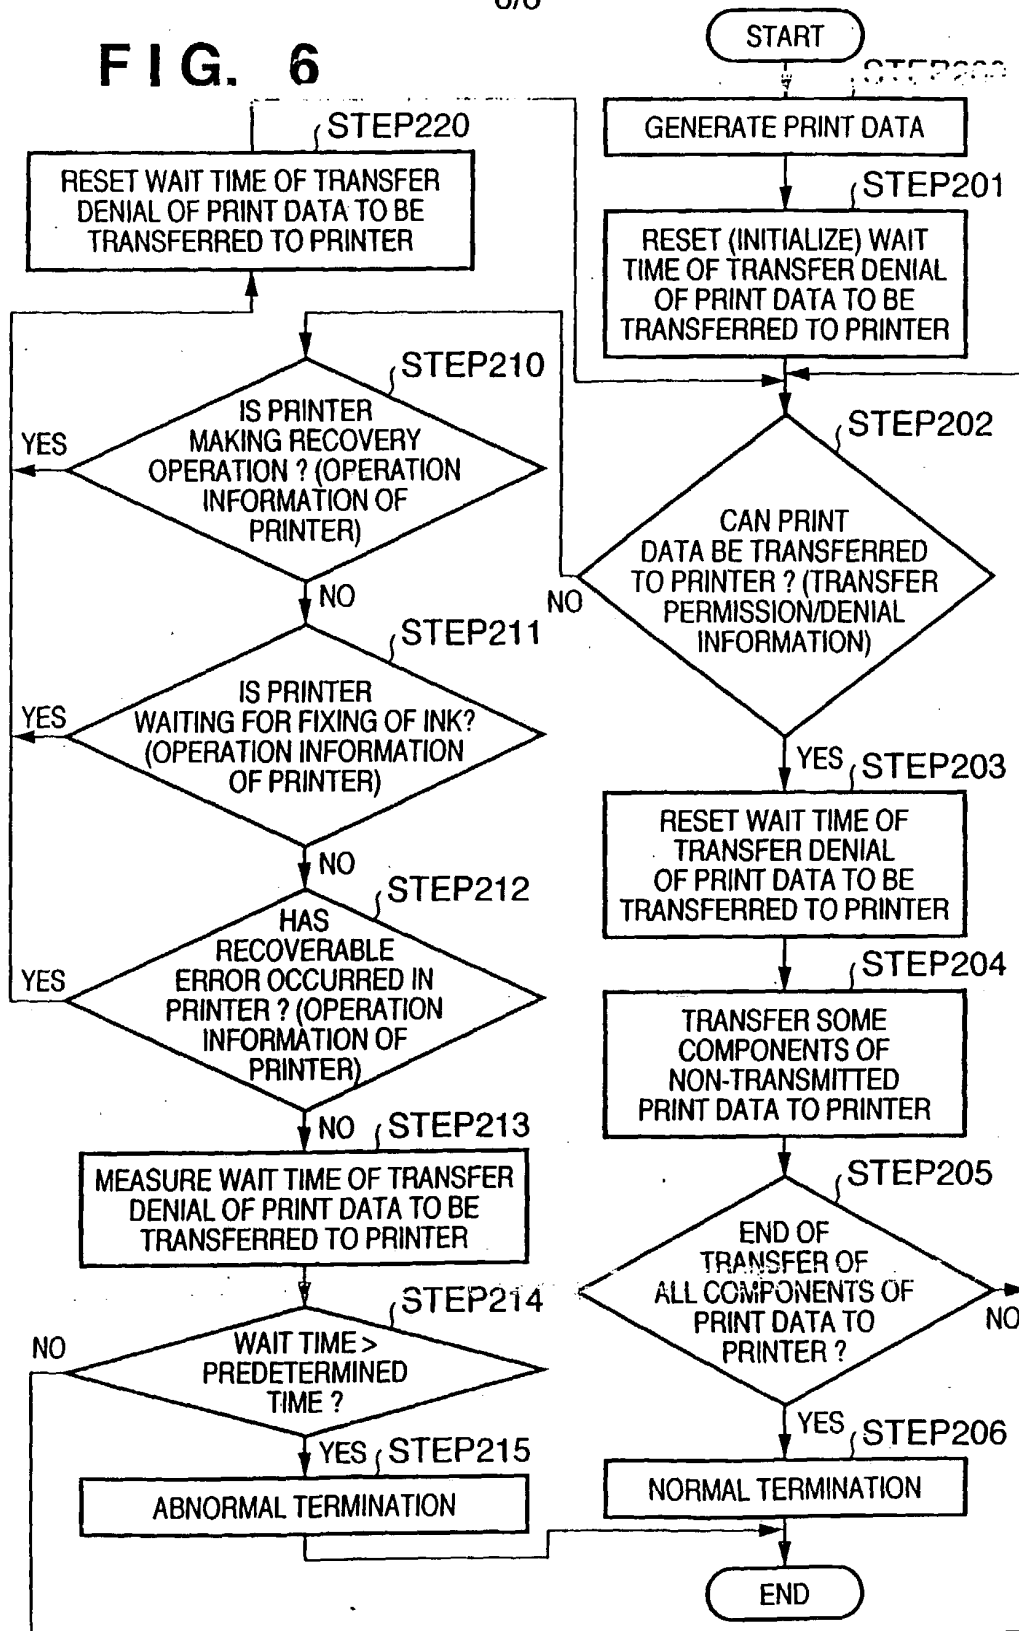 FIG. 6
START
GENERATE PRINT DATA
STEP201
RESET (INITIALIZE) WAIT
TIME OF TRANSFER DENIAL
OF PRINT DATA TO BE
TRANSFERRED TO PRINTER
STEP202
CAN PRINT
DATA BE TRANSFERRED
TO PRINTER ? (TRANSFER
PERMISSION/DENIAL
INFORMATION)
NO
YES
STEP203
RESET WAIT TIME OF
TRANSFER DENIAL
OF PRINT DATA TO BE
TRANSFERRED TO PRINTER
STEP204
TRANSFER SOME
COMPONENTS OF
NON-TRANSMITTED
PRINT DATA TO PRINTER
STEP205
END OF
TRANSFER OF
ALL COMPONENTS OF
PRINT DATA TO
PRINTER ?
NO
YES
STEP206
NORMAL TERMINATION
END
STEP220
RESET WAIT TIME OF TRANSFER
DENIAL OF PRINT DATA TO BE
TRANSFERRED TO PRINTER
STEP210
IS PRINTER
MAKING RECOVERY
OPERATION ? (OPERATION
INFORMATION OF
PRINTER)
YES
NO
STEP211
IS PRINTER
WAITING FOR FIXING OF INK?
(OPERATION INFORMATION
OF PRINTER)
YES
NO
STEP212
HAS
RECOVERABLE
ERROR OCCURRED IN
PRINTER ? (OPERATION
INFORMATION OF
PRINTER)
YES
NO
STEP213
MEASURE WAIT TIME OF TRANSFER
DENIAL OF PRINT DATA TO BE
TRANSFERRED TO PRINTER
STEP214
WAIT TIME >
PREDETERMINED
TIME ?
NO
YES
STEP215
ABNORMAL TERMINATION